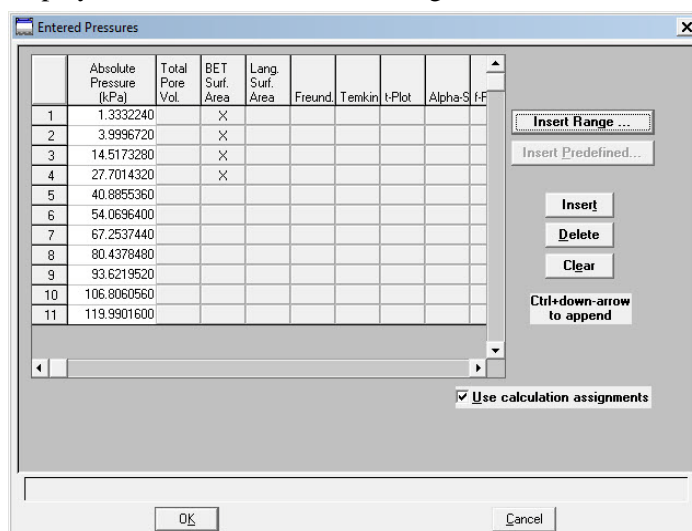 Entered Pressures
Absolute Pressure (kPa) Total Pore Vol. BET Surf. Area Lang. Surf. Area Freund. Temkin t-Plot Alpha-S
1 1.3332240 X
2 3.9996720 X
3 14.5173280 X
4 27.7014320 X
5 40.8855360
6 54.0696400
7 67.2537440
8 80.4378480
9 93.6219520
10 106.8060560
11 119.9901600
Insert Range ...
Insert Predefined...
Insert
Delete
Clear
Ctrl+down-arrow
to append
Use calculation assignments
OK
Cancel